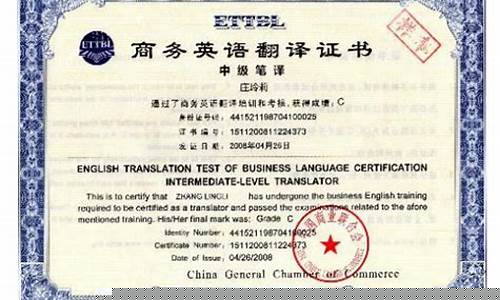 ETTBL
样本
ETTBL
商务英语翻译证书
中级笔译
庄玲莉
通过了商务英语翻译培训和考核,获得成绩:C
身份证号码: 441521198704100025
证书编号: 1511200811224373
发证日期: 2008年04月26日
ENGLISH TRANSLATION TEST OF BUSINESS LANGUAGE CERTIFICATION
INTERMEDIATE-LEVEL TRANSLATOR
This is to certify that ZHANG LINGLI has undergone the business English training
required to be certified as a translator and passed the examinations related to the afore
mentioned training. His/Her final mark was: Grade C
Identity Number: 441521198704100025
Certificate Number: 1511200811224373
Date of Issue: 04/26/2008
China General Chamber of Commerce